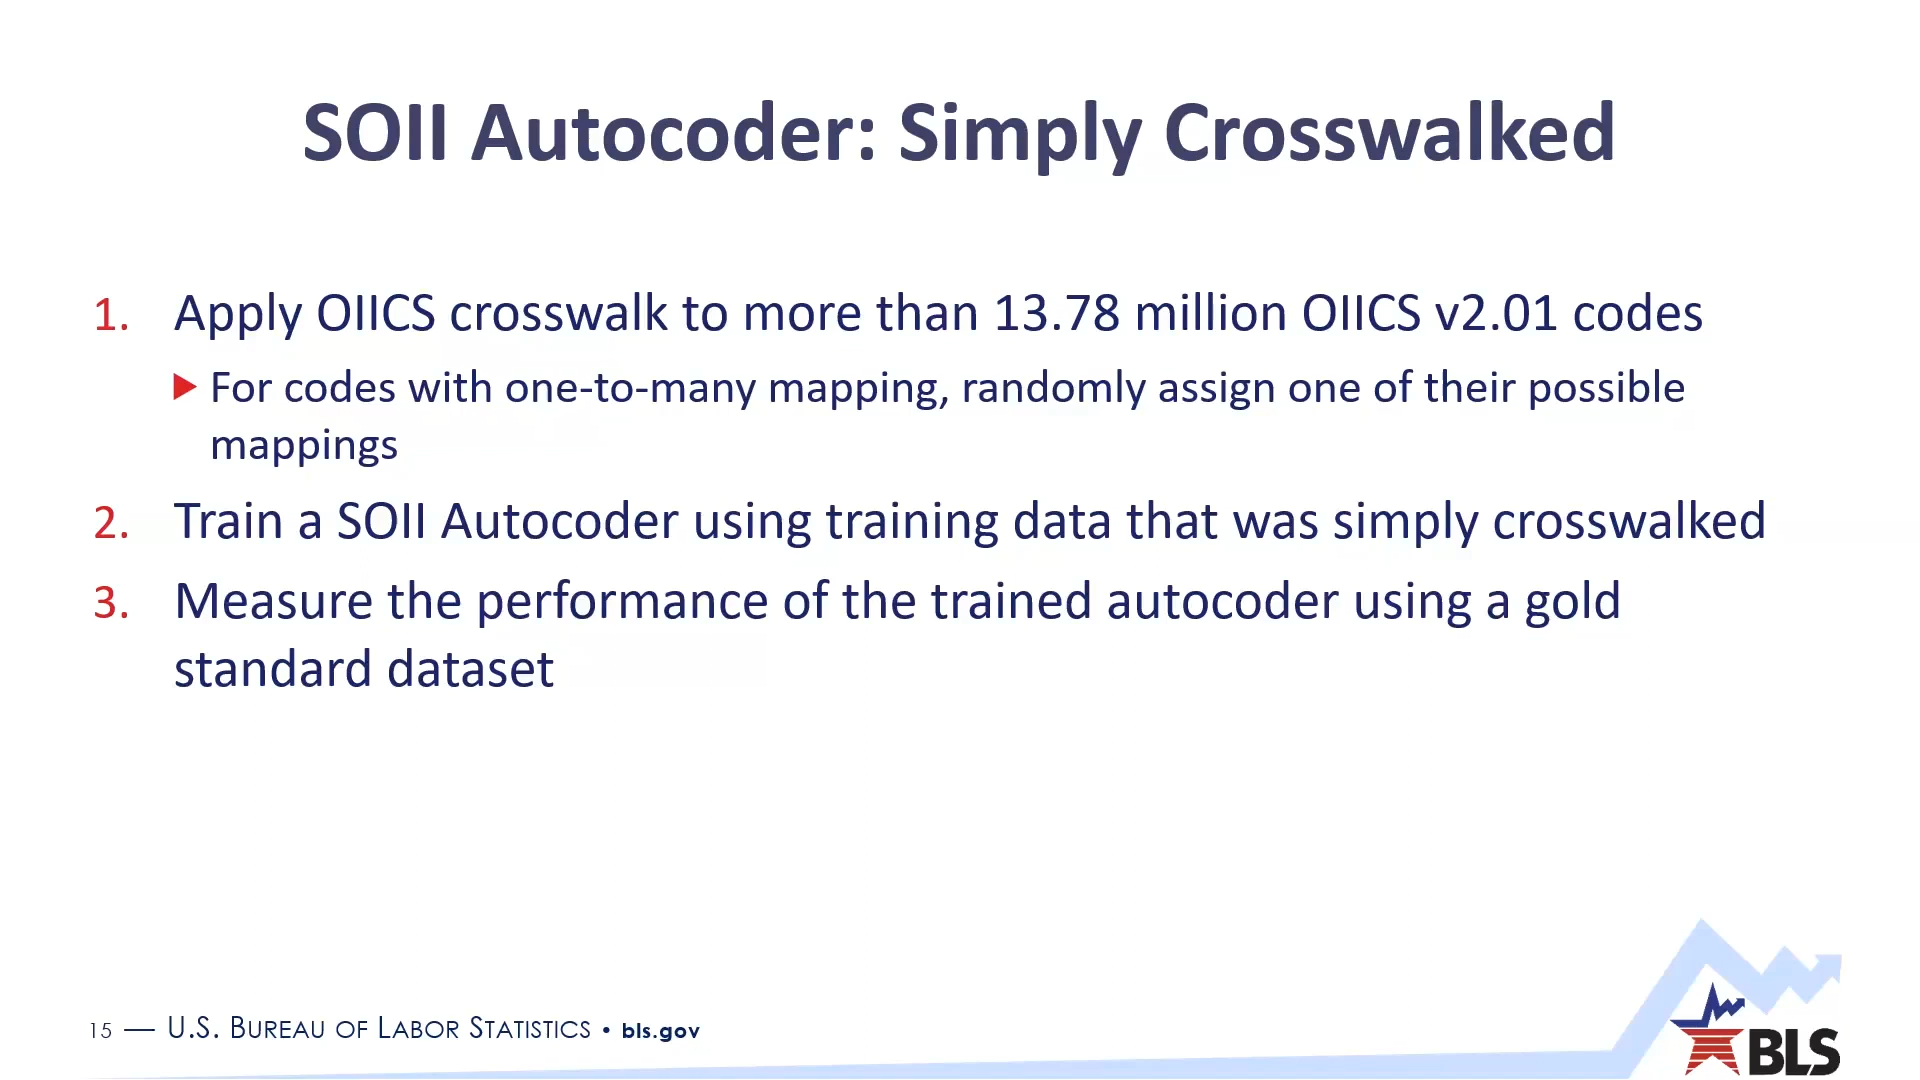 SOII Autocoder: Simply Crosswalked
1. Apply OIICS crosswalk to more than 13.78 million OIICS v2.01 codes
For codes with one-to-many mapping, randomly assign one of their possible
mappings
2. Train a SOII Autocoder using training data that was simply crosswalked
3. Measure the performance of the trained autocoder using a gold
standard dataset
15 — U.S. BUREAU OF LABOR STATISTICS • bls.gov
BLS